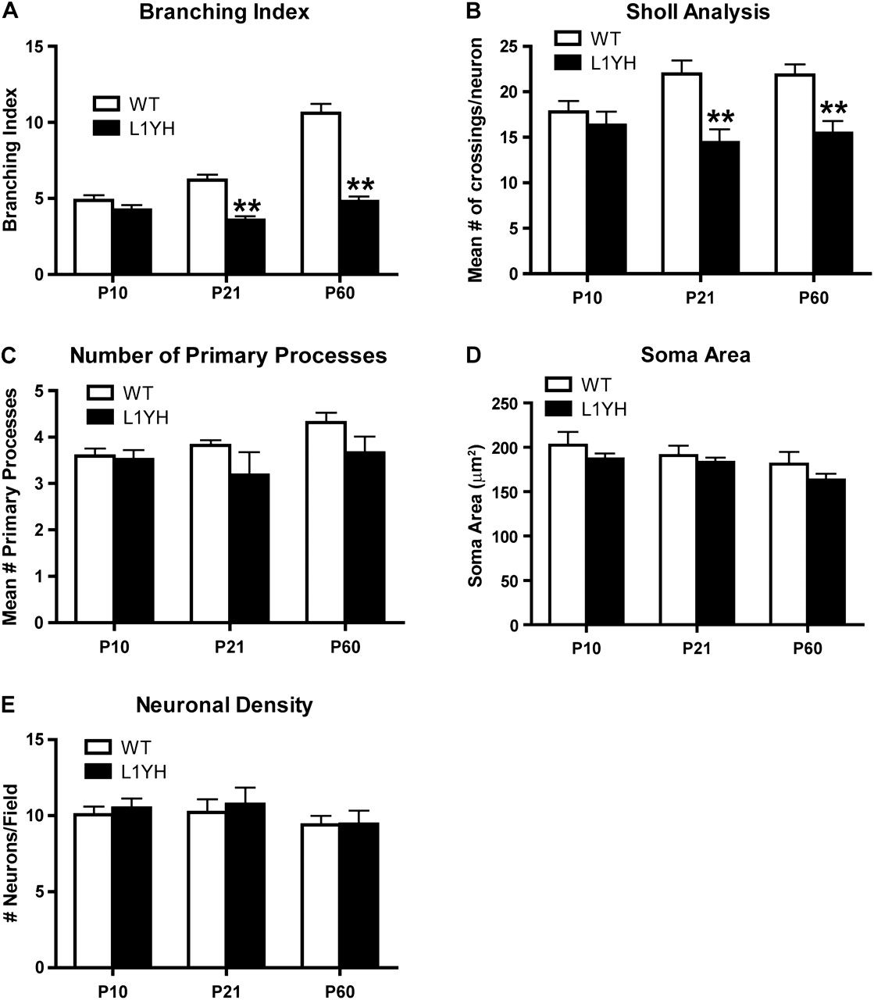 A
Branching Index
Branching Index
15
10
5
0
WT
L1YH
**
**
P10
P21
P60
B
Sholl Analysis
Mean # of crossings/neuron
25
20
15
10
5
0
WT
L1YH
**
**
P10
P21
P60
C
Number of Primary Processes
Mean # Primary Processes
5
4
3
2
1
0
WT
L1YH
P10
P21
P60
D
Soma Area
Soma Area (μm²)
250
200
150
100
50
0
WT
L1YH
P10
P21
P60
E
Neuronal Density
# Neurons/Field
15
10
5
0
WT
L1YH
P10
P21
P60